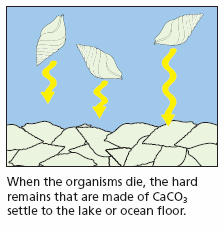 When the organisms die, the hard
remains that are made of CaCO₃
settle to the lake or ocean floor.